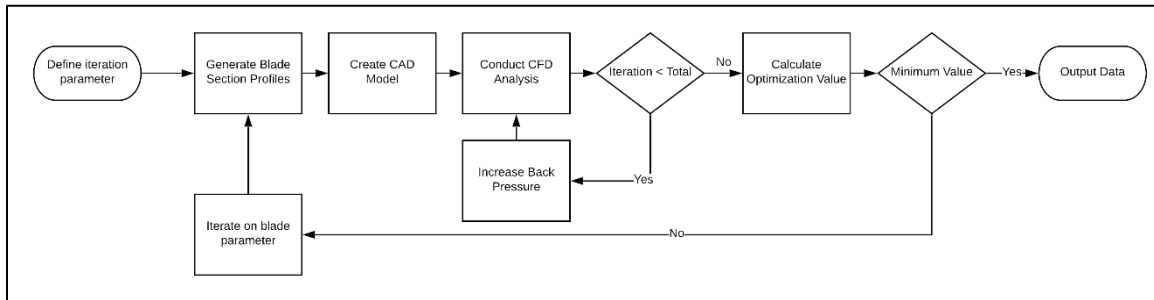 Define iteration
parameter
Generate Blade
Section Profiles
Create CAD
Model
Conduct CFD
Analysis
Iteration < Total
No
Calculate
Optimization Value
Minimum Value
Yes
Output Data
Increase Back
Pressure
Yes
Iterate on blade
parameter
No